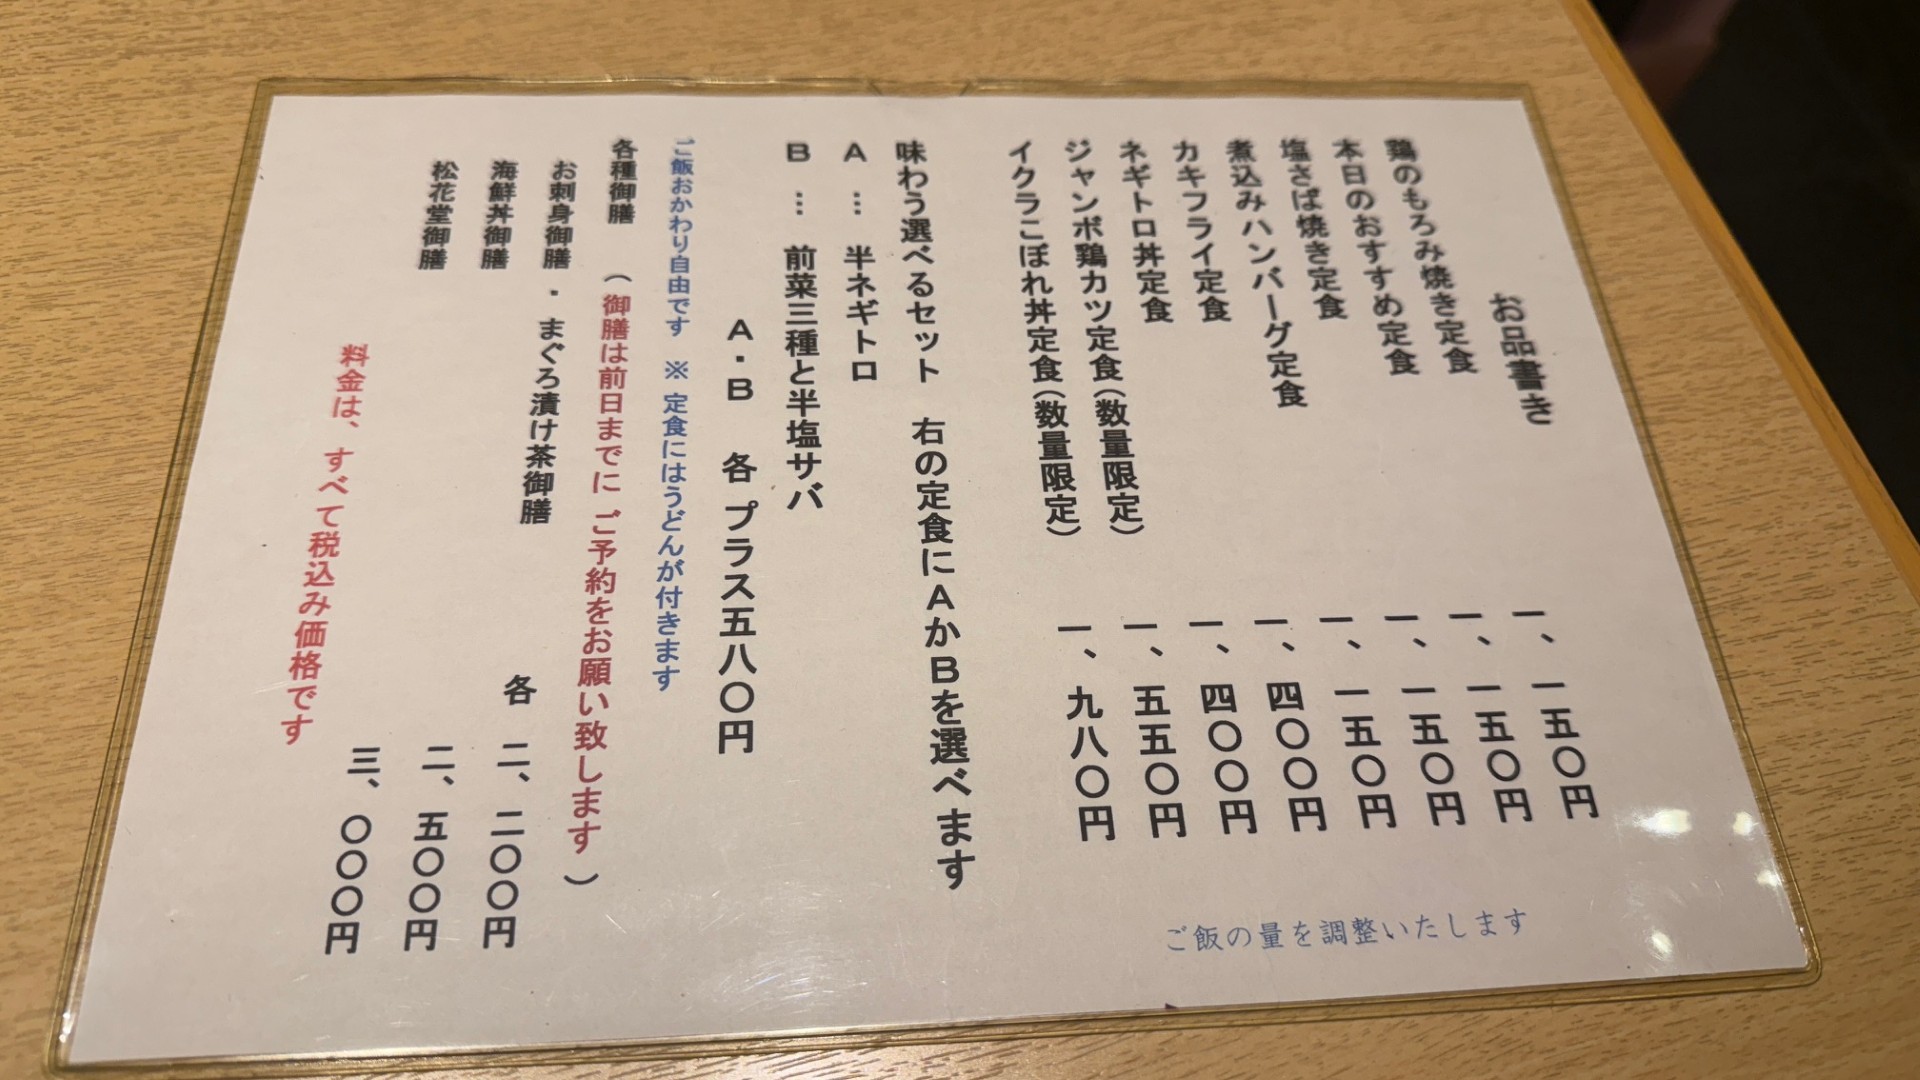 お品書き
鶏のもろみ焼き定食 一、一五〇円
本日のおすすめ定食 一、一五〇円
塩さば焼き定食 一、一五〇円
煮込みハンバーグ定食 一、一五〇円
カキフライ定食 一、四〇〇円
ネギトロ丼定食 一、四〇〇円
ジャンボ鶏カツ定食(数量限定) 一、五五〇円
イクラこぼれ丼定食(数量限定) 一、九八〇円
ご飯の量を調整いたします
味わう選べるセット 右の定食にAかBを選べます
A … 半ネギトロ
B … 前菜三種と半塩サバ
A・B 各 プラス五八〇円
ご飯おかわり自由です ※ 定食にはうどんが付きます
各種御膳 (御膳は前日までに ご予約をお願い致します)
お刺身御膳・まぐろ漬け茶御膳 各 二、二〇〇円
海鮮丼御膳 二、五〇〇円
松花堂御膳 三、〇〇〇円
料金は、すべて税込み価格です